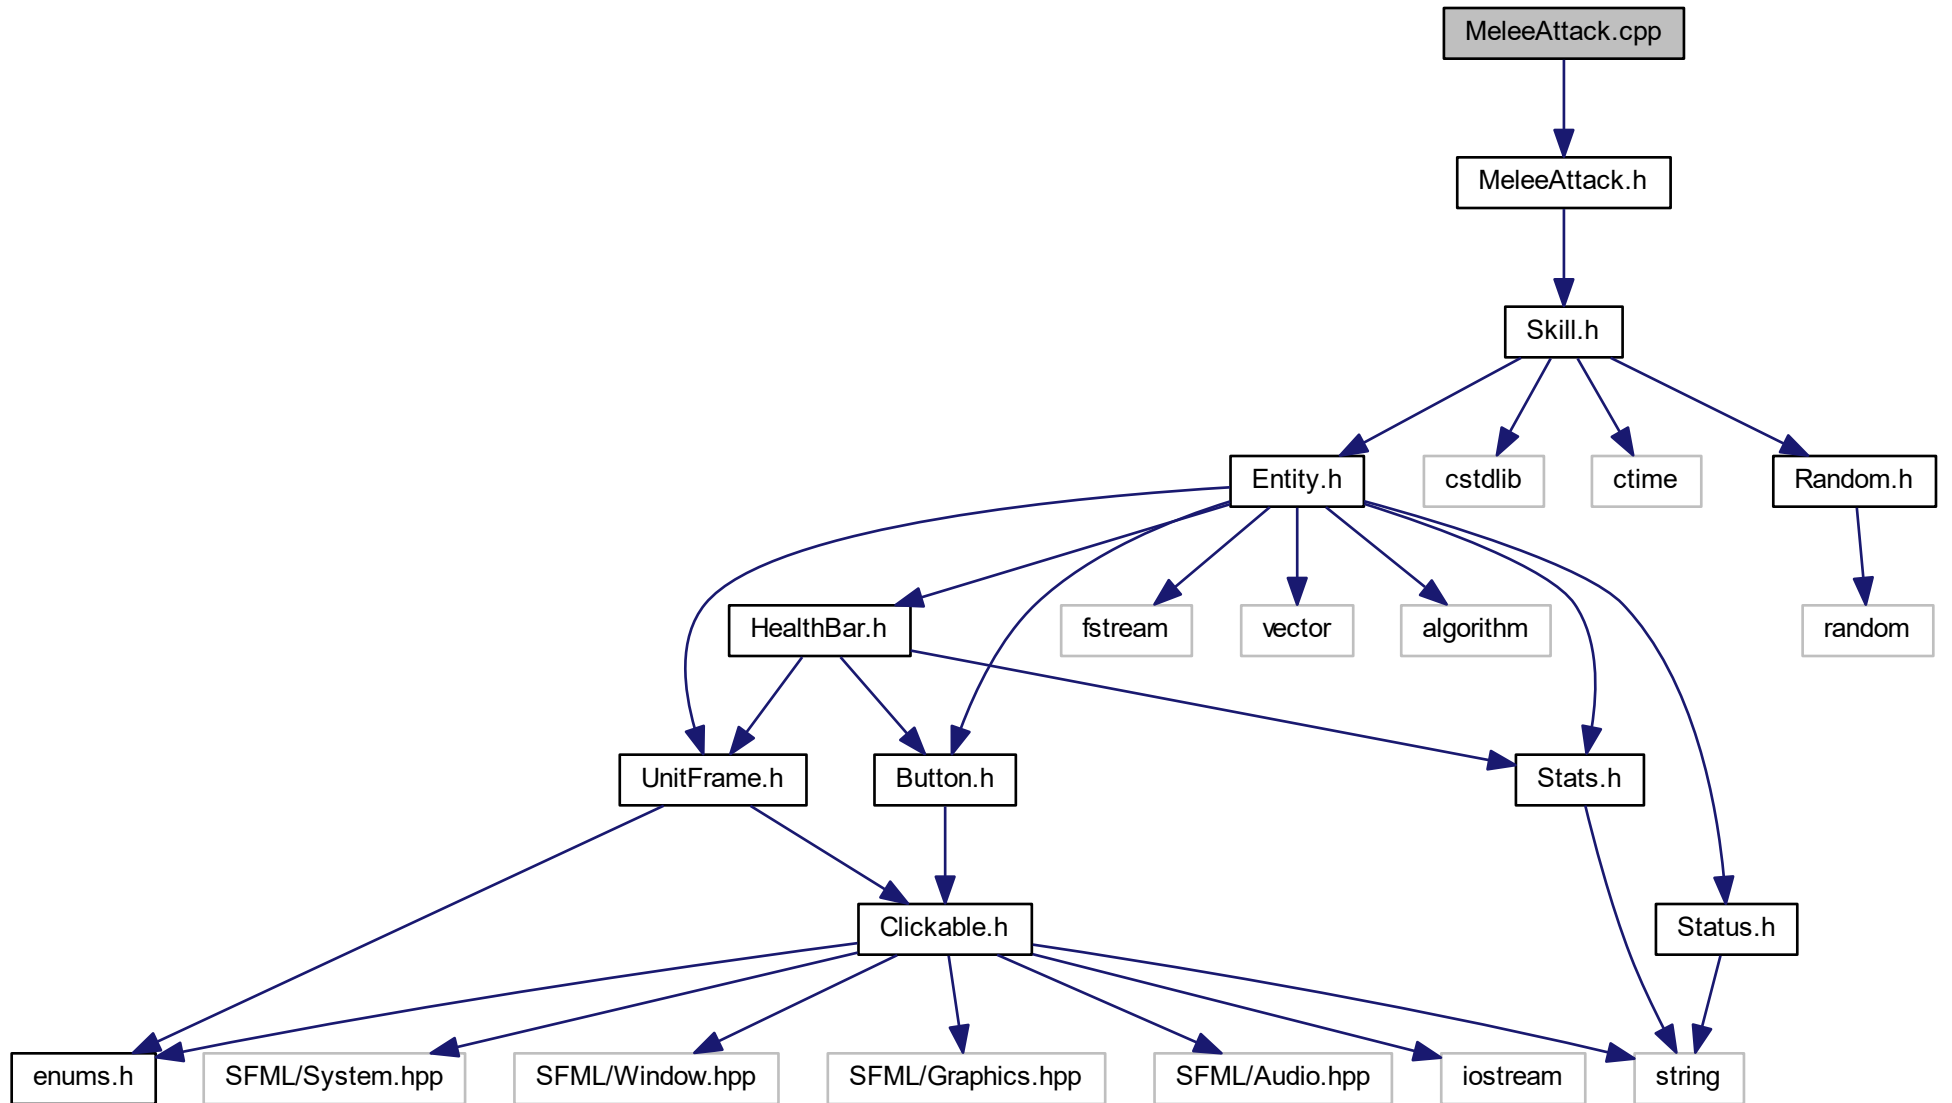 MeleeAttack.cpp
MeleeAttack.h
Skill.h
Entity.h
cstdlib
ctime
Random.h
HealthBar.h
fstream
vector
algorithm
random
UnitFrame.h
Button.h
Stats.h
Clickable.h
Status.h
enums.h
SFML/System.hpp
SFML/Window.hpp
SFML/Graphics.hpp
SFML/Audio.hpp
iostream
string